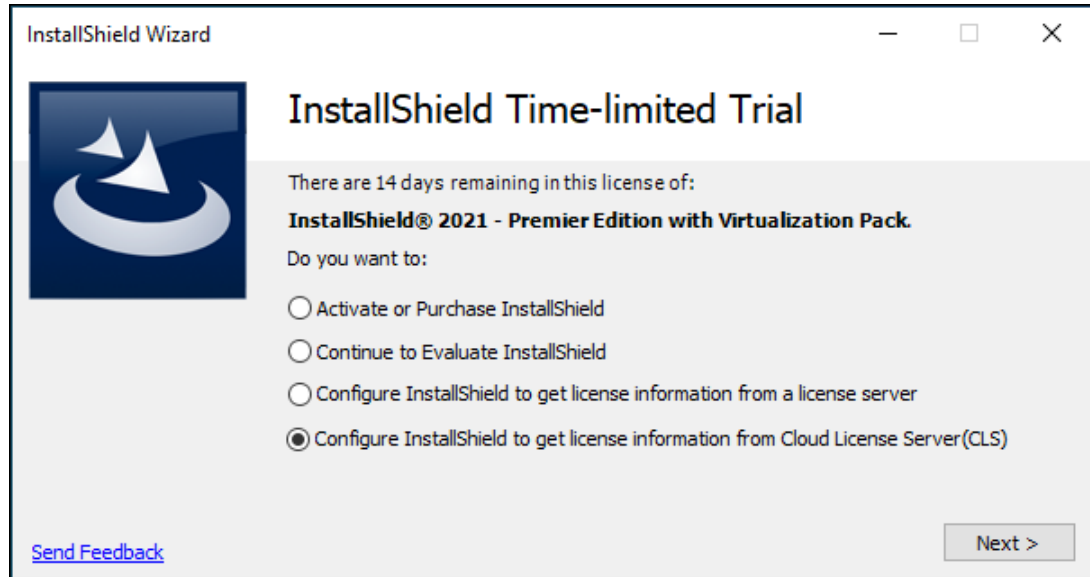 InstallShield Wizard
InstallShield Time-limited Trial
There are 14 days remaining in this license of:
InstallShield® 2021 - Premier Edition with Virtualization Pack.
Do you want to:
Activate or Purchase InstallShield
Continue to Evaluate InstallShield
Configure InstallShield to get license information from a license server
Configure InstallShield to get license information from Cloud License Server(CLS)
Send Feedback
Next >